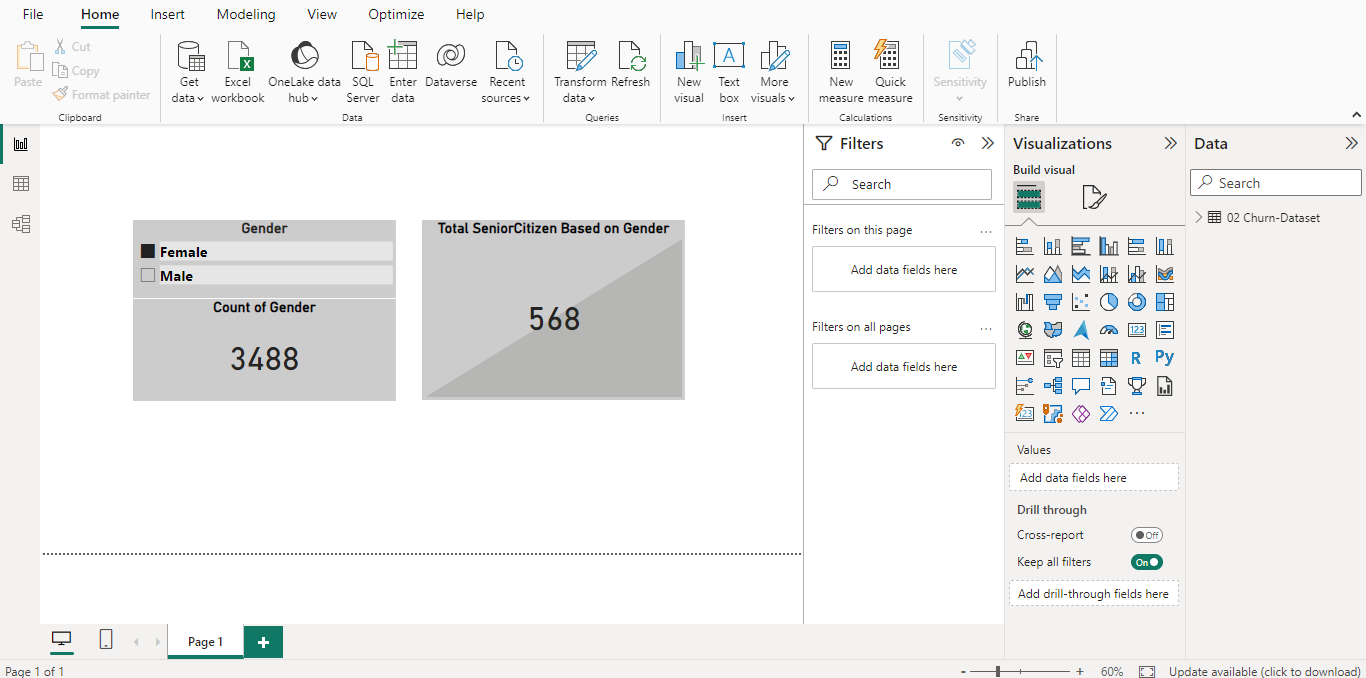 File Home Insert Modeling View Optimize Help
Paste
Cut
Copy
Format painter
Clipboard
Get data
Excel workbook
OneLake data hub
SQL Server
Enter data
Dataverse
Recent sources
Data
Transform data
Refresh
Queries
New visual
Text box
More visuals
Insert
New measure
Quick measure
Calculations
Sensitivity
Sensitivity
Publish
Share
Gender
Female
Male
Count of Gender
3488
Total SeniorCitizen Based on Gender
568
Filters
Search
Filters on this page ...
Add data fields here
Filters on all pages ...
Add data fields here
Visualizations
Build visual
123
R Py
123
...
Values
Add data fields here
Drill through
Cross-report Off
Keep all filters On
Add drill-through fields here
Data
Search
02 Churn-Dataset
Page 1 +
Page 1 of 1
- + 60% Update available (click to download)